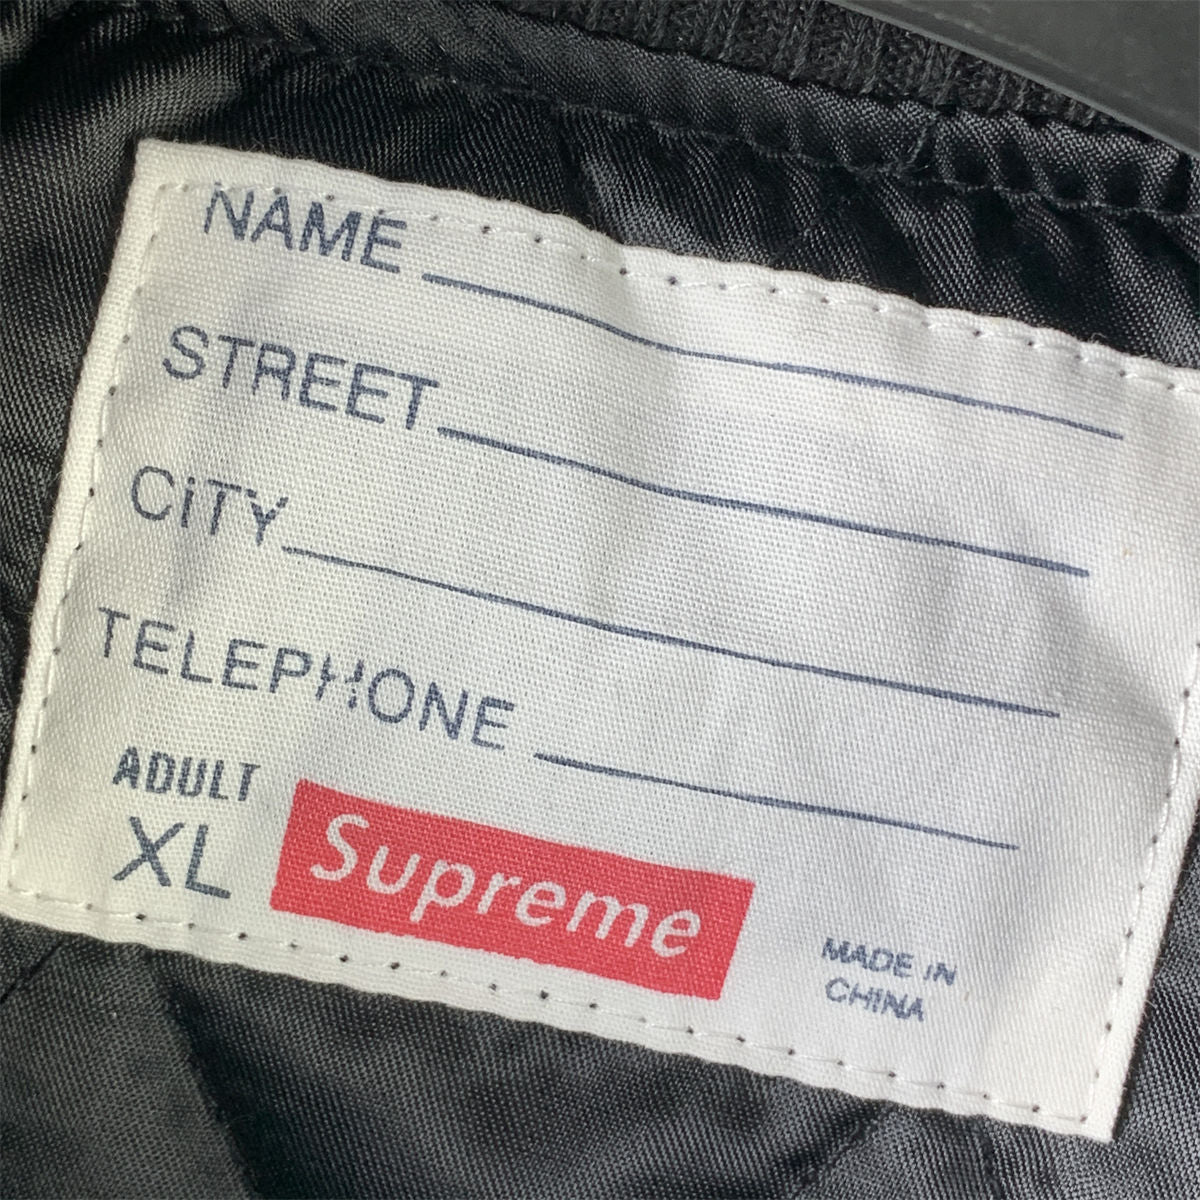 NAME
STREET
CiTY
TELEPHONE
ADULT
XL
Supreme
MADE IN
CHINA